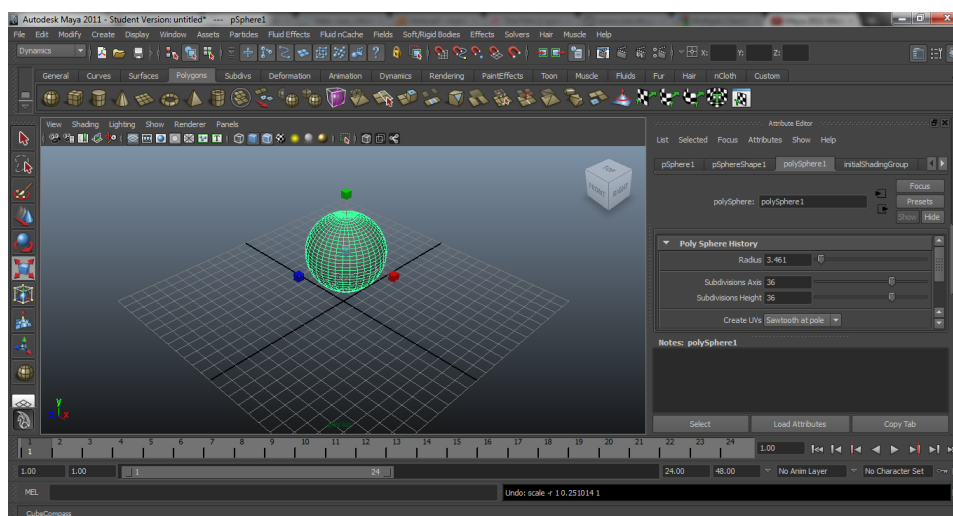 Autodesk Maya 2011 - Student Version: untitled* --- pSphere1
File Edit Modify Create Display Window Assets Particles Fluid Effects Fluid nCache Fields Soft/Rigid Bodies Effects Solvers Hair Muscle Help
Dynamics X: Y: Z:
General Curves Surfaces Polygons Subdivs Deformation Animation Dynamics Rendering PaintEffects Toon Muscle Fluids Fur Hair nCloth Custom
View Shading Lighting Show Renderer Panels
Attribute Editor
List Selected Focus Attributes Show Help
pSphere1 pSphereShape1 polySphere1 initialShadingGroup
TOP
FRONT RIGHT
polySphere: polySphere1
Focus
Presets
Show Hide
Poly Sphere History
Radius 3.461
Subdivisions Axis 36
Subdivisions Height 36
Create UVs Sawtooth at pole
Notes: polySphere1
y
z x
persp
Select Load Attributes Copy Tab
1 2 3 4 5 6 7 8 9 10 11 12 13 14 15 16 17 18 19 20 21 22 23 24
1 1.00
1.00 1.00 1 24 24.00 48.00 No Anim Layer No Character Set
MEL Undo: scale -r 1 0.251014 1
CubeCompass